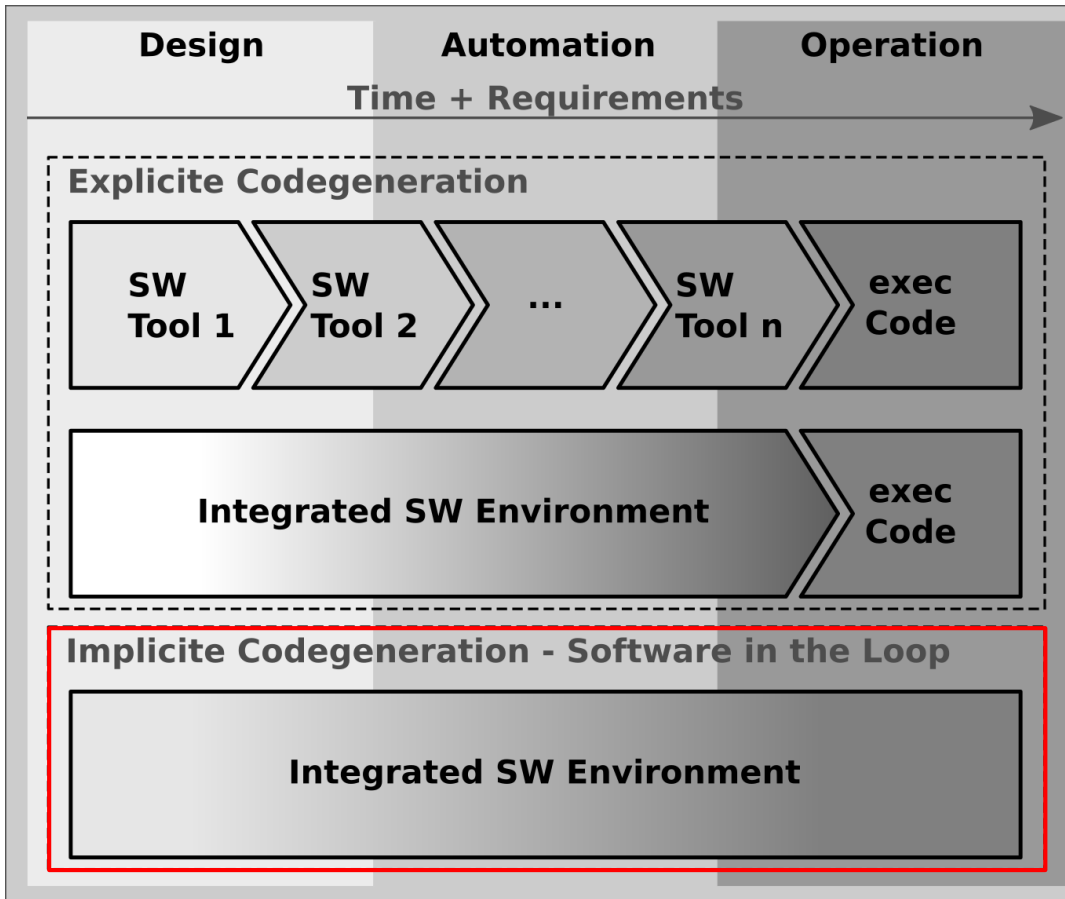 Design
Automation
Operation
Time + Requirements
Explicite Codegeneration
SW
Tool 1
SW
Tool 2
...
SW
Tool n
exec
Code
Integrated SW Environment
exec
Code
Implicite Codegeneration - Software in the Loop
Integrated SW Environment